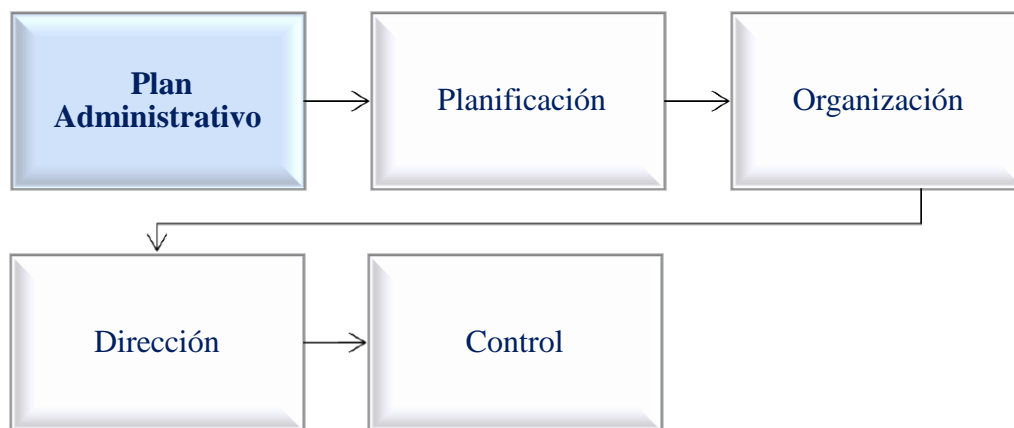 Plan
Administrativo
Planificación
Organización
Dirección
Control